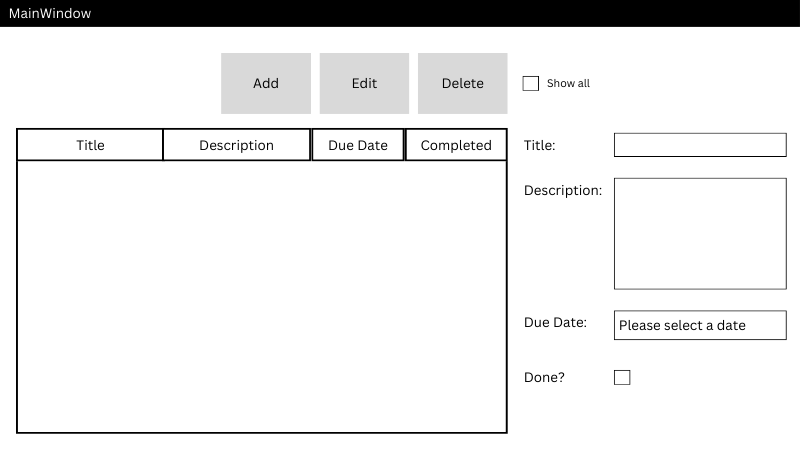 MainWindow
Add
Edit
Delete
Show all
Title
Description
Due Date
Completed
Title:
Description:
Due Date:
Please select a date
Done?